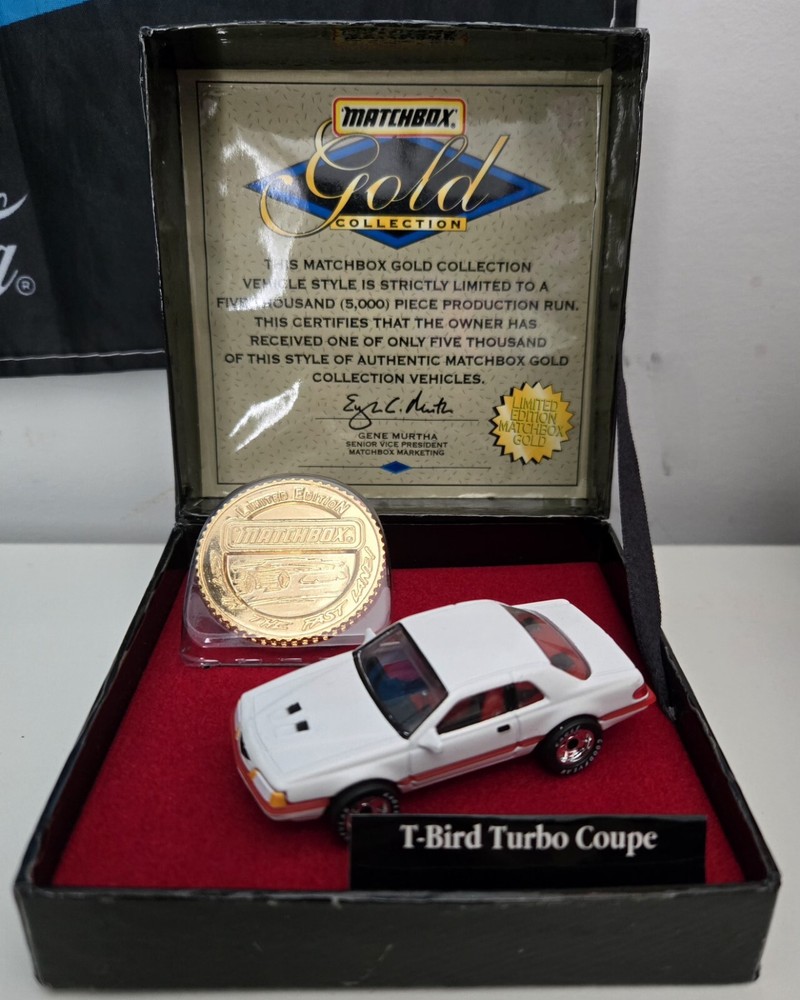 MATCHBOX®
Gold
COLLECTION
THIS MATCHBOX GOLD COLLECTION
VEHICLE STYLE IS STRICTLY LIMITED TO A
FIVE THOUSAND (5,000) PIECE PRODUCTION RUN.
THIS CERTIFIES THAT THE OWNER HAS
RECEIVED ONE OF ONLY FIVE THOUSAND
OF THIS STYLE OF AUTHENTIC MATCHBOX GOLD
COLLECTION VEHICLES.
GENE MURTHA
SENIOR VICE PRESIDENT
MATCHBOX MARKETING
LIMITED
EDITION
MATCHBOX
GOLD
LIMITED EDITION
MATCHBOX®
THE FAST LANE!
T-Bird Turbo Coupe